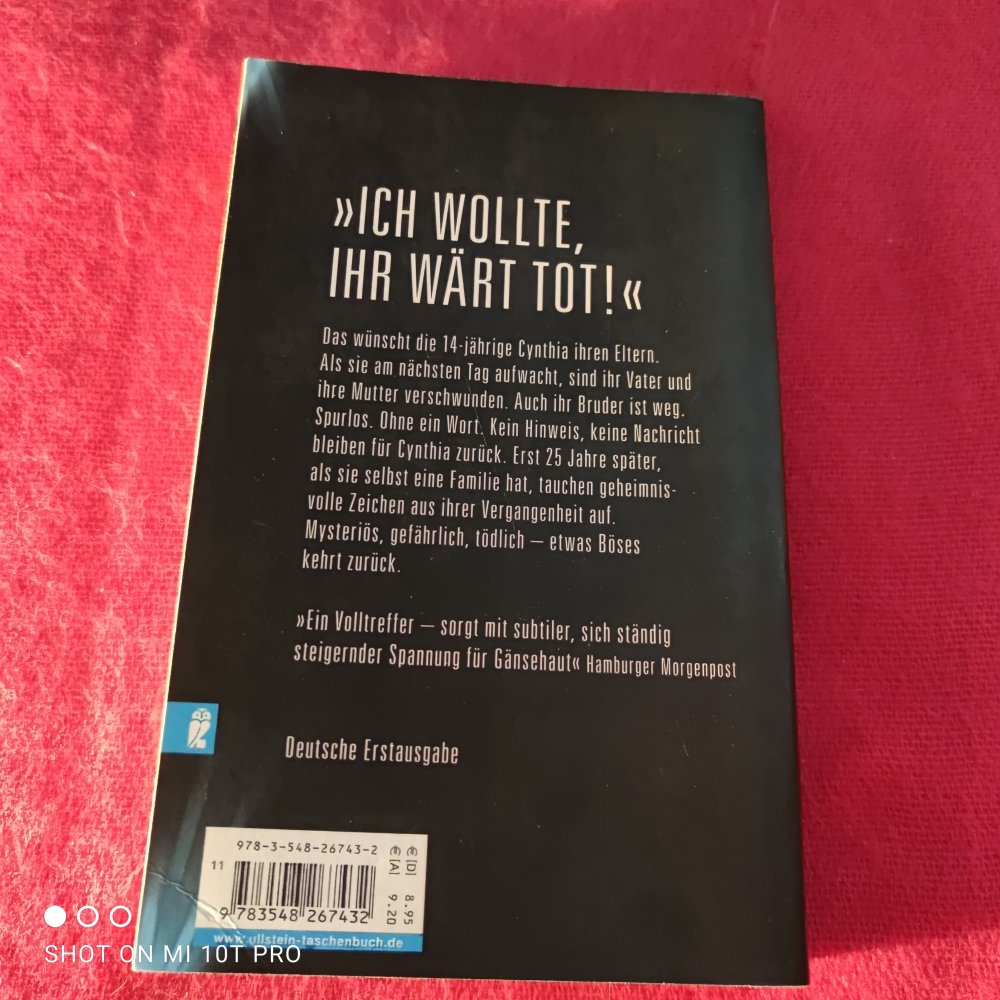 »ICH WOLLTE,
IHR WÄRT TOT!«
Das wünscht die 14-jährige Cynthia ihren Eltern.
Als sie am nächsten Tag aufwacht, sind ihr Vater und
ihre Mutter verschwunden. Auch ihr Bruder ist weg.
Spurlos. Ohne ein Wort. Kein Hinweis, keine Nachricht
bleiben für Cynthia zurück. Erst 25 Jahre später,
als sie selbst eine Familie hat, tauchen geheimnis-
volle Zeichen aus ihrer Vergangenheit auf.
Mysteriös, gefährlich, tödlich – etwas Böses
kehrt zurück.
»Ein Volltreffer – sorgt mit subtiler, sich ständig
steigernder Spannung für Gänsehaut« Hamburger Morgenpost
Deutsche Erstausgabe
978-3-548-26743-2
11
9 783548 267432
€ [D] 8.95
€ [A] 9.20
www.ullstein-taschenbuch.de
SHOT ON MI 10T PRO